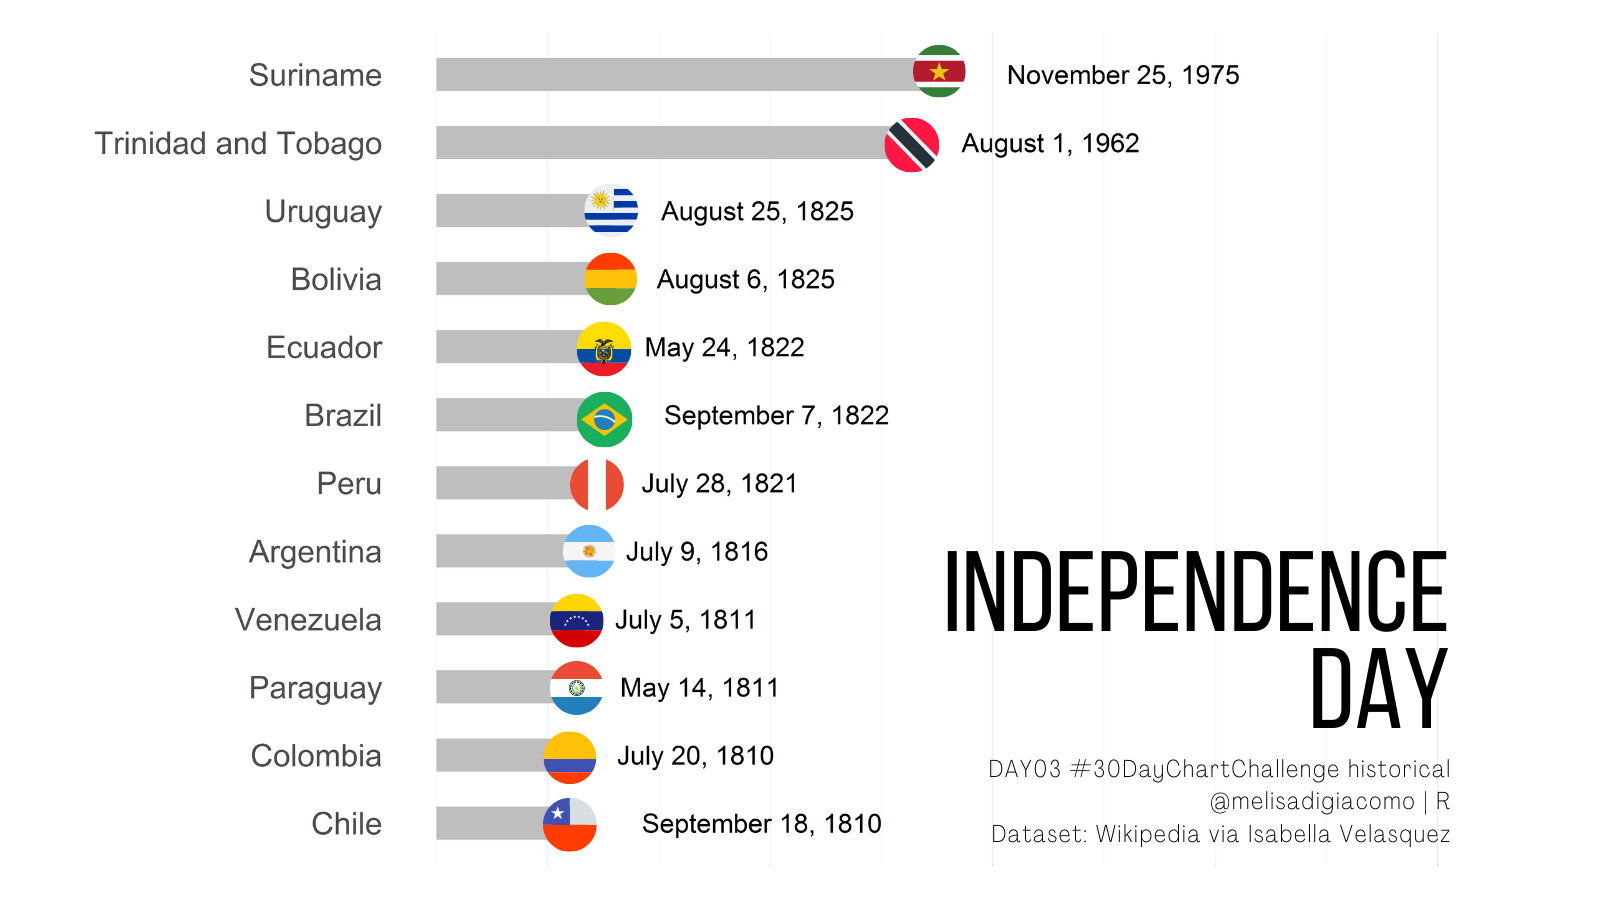 Suriname November 25, 1975
Trinidad and Tobago August 1, 1962
Uruguay August 25, 1825
Bolivia August 6, 1825
Ecuador May 24, 1822
Brazil September 7, 1822
Peru July 28, 1821
Argentina July 9, 1816
Venezuela July 5, 1811
Paraguay May 14, 1811
Colombia July 20, 1810
Chile September 18, 1810
INDEPENDENCE
DAY
DAY03 #30DayChartChallenge historical
@melisadigiacomo | R
Dataset: Wikipedia via Isabella Velasquez